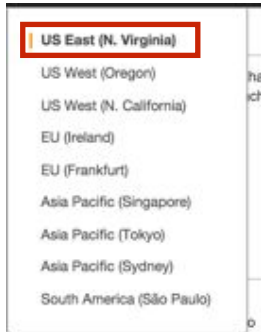 US East (N. Virginia)
US West (Oregon)
US West (N. California)
EU (Ireland)
EU (Frankfurt)
Asia Pacific (Singapore)
Asia Pacific (Tokyo)
Asia Pacific (Sydney)
South America (São Paulo)